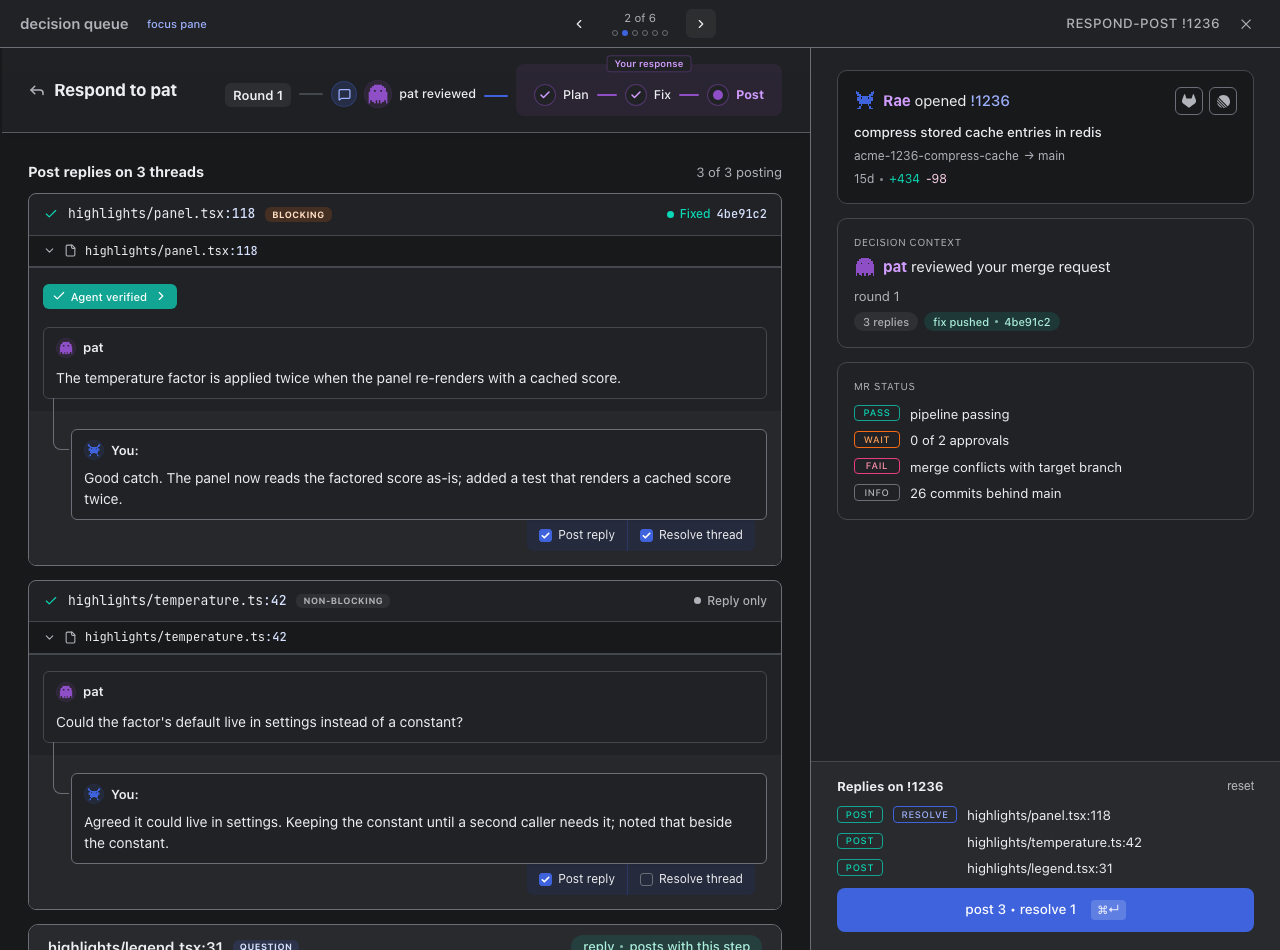 decision queue
focus pane
2 of 6
RESPOND-POST !1236
Respond to pat
Round 1
pat reviewed
Your response
Plan
Fix
Post
Post replies on 3 threads
3 of 3 posting
highlights/panel.tsx:118
BLOCKING
Fixed 4be91c2
highlights/panel.tsx:118
Agent verified
pat
The temperature factor is applied twice when the panel re-renders with a cached score.
You:
Good catch. The panel now reads the factored score as-is; added a test that renders a cached score
twice.
Post reply
Resolve thread
highlights/temperature.ts:42
NON-BLOCKING
Reply only
highlights/temperature.ts:42
pat
Could the factor's default live in settings instead of a constant?
You:
Agreed it could live in settings. Keeping the constant until a second caller needs it; noted that beside
the constant.
Post reply
Resolve thread
highlights/legend.tsx:31
QUESTION
reply • posts with this step
Rae opened !1236
compress stored cache entries in redis
acme-1236-compress-cache → main
15d • +434 -98
DECISION CONTEXT
pat reviewed your merge request
round 1
3 replies
fix pushed • 4be91c2
MR STATUS
PASS pipeline passing
WAIT 0 of 2 approvals
FAIL merge conflicts with target branch
INFO 26 commits behind main
Replies on !1236
reset
POST RESOLVE highlights/panel.tsx:118
POST highlights/temperature.ts:42
POST highlights/legend.tsx:31
post 3 • resolve 1 ⌘↵